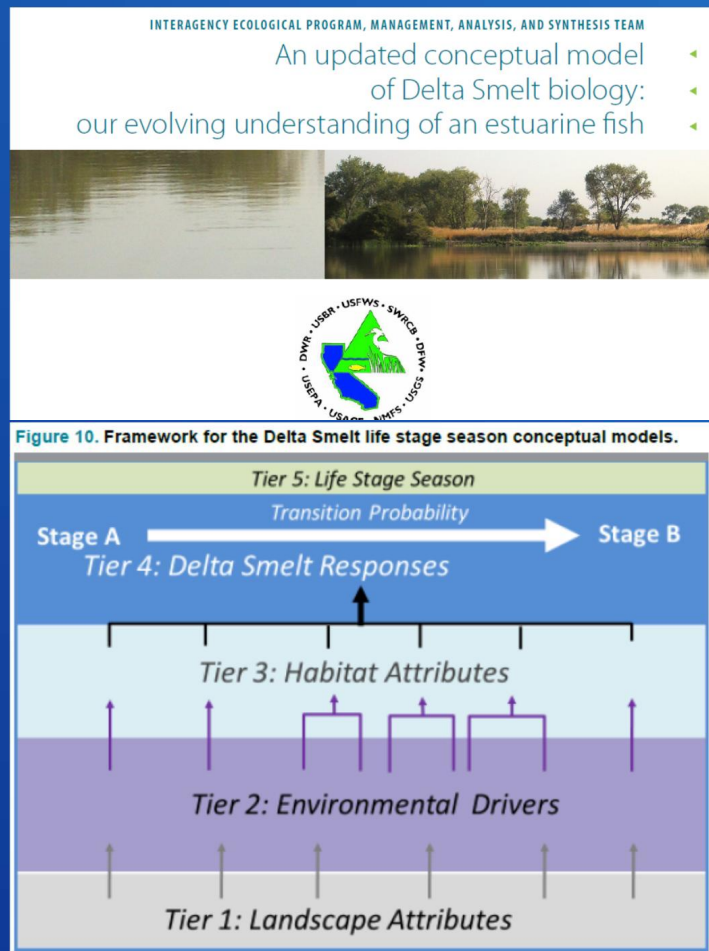 INTERAGENCY ECOLOGICAL PROGRAM, MANAGEMENT, ANALYSIS, AND SYNTHESIS TEAM
An updated conceptual model
of Delta Smelt biology:
our evolving understanding of an estuarine fish
DWR • USBR • USFWS • SWRCB • DFW • USGS • NMFS • USACE • USEPA •
Figure 10. Framework for the Delta Smelt life stage season conceptual models.
Tier 5: Life Stage Season
Transition Probability
Stage A
Stage B
Tier 4: Delta Smelt Responses
Tier 3: Habitat Attributes
Tier 2: Environmental Drivers
Tier 1: Landscape Attributes